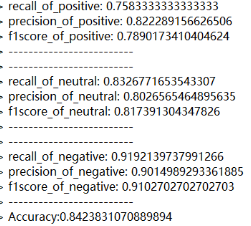 > recall_of_positive: 0.7583333333333333
> precision_of_positive: 0.822289156626506
> f1score_of_positive: 0.7890173410404624
> -------------------------
> -------------------------
> recall_of_neutral: 0.8326771653543307
> precision_of_neutral: 0.8026565464895635
> f1score_of_neutral: 0.817391304347826
> -------------------------
> -------------------------
> recall_of_negative: 0.9192139737991266
> precision_of_negative: 0.9014989293361885
> f1score_of_negative: 0.9102702702702703
> -------------------------
> Accuracy:0.8423831070889894